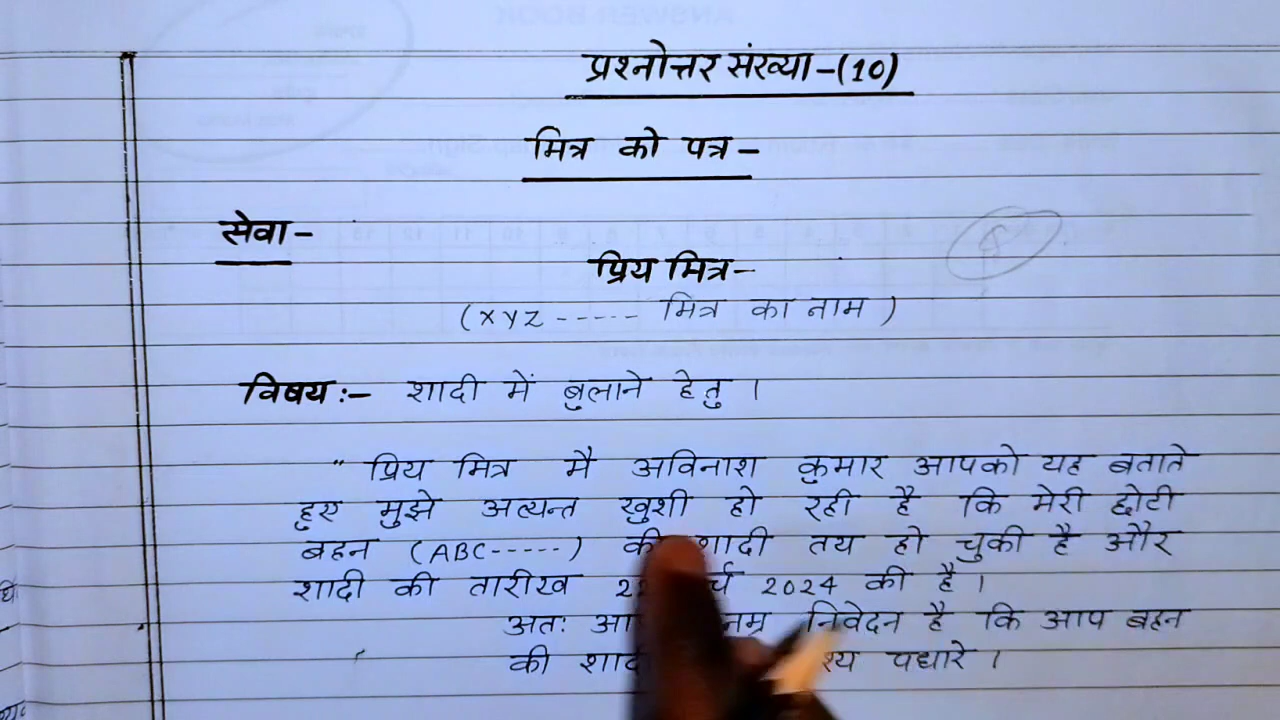 प्रश्नोत्तर संख्या-(10)
मित्र को पत्र-
सेवा-
प्रिय मित्र-
(XYZ ----- मित्र का नाम )
विषय :- शादी में बुलाने हेतु ।
" प्रिय मित्र मै अविनाश कुमार आपको यह बताते
हुए मुझे अत्यन्त खुशी हो रही है कि मेरी छोटी
बहन (ABC-----) की शादी तय हो चुकी है और
शादी की तारीख 2024 की है ।
अतः निवेदन है कि आप बहन
की पधारे ।